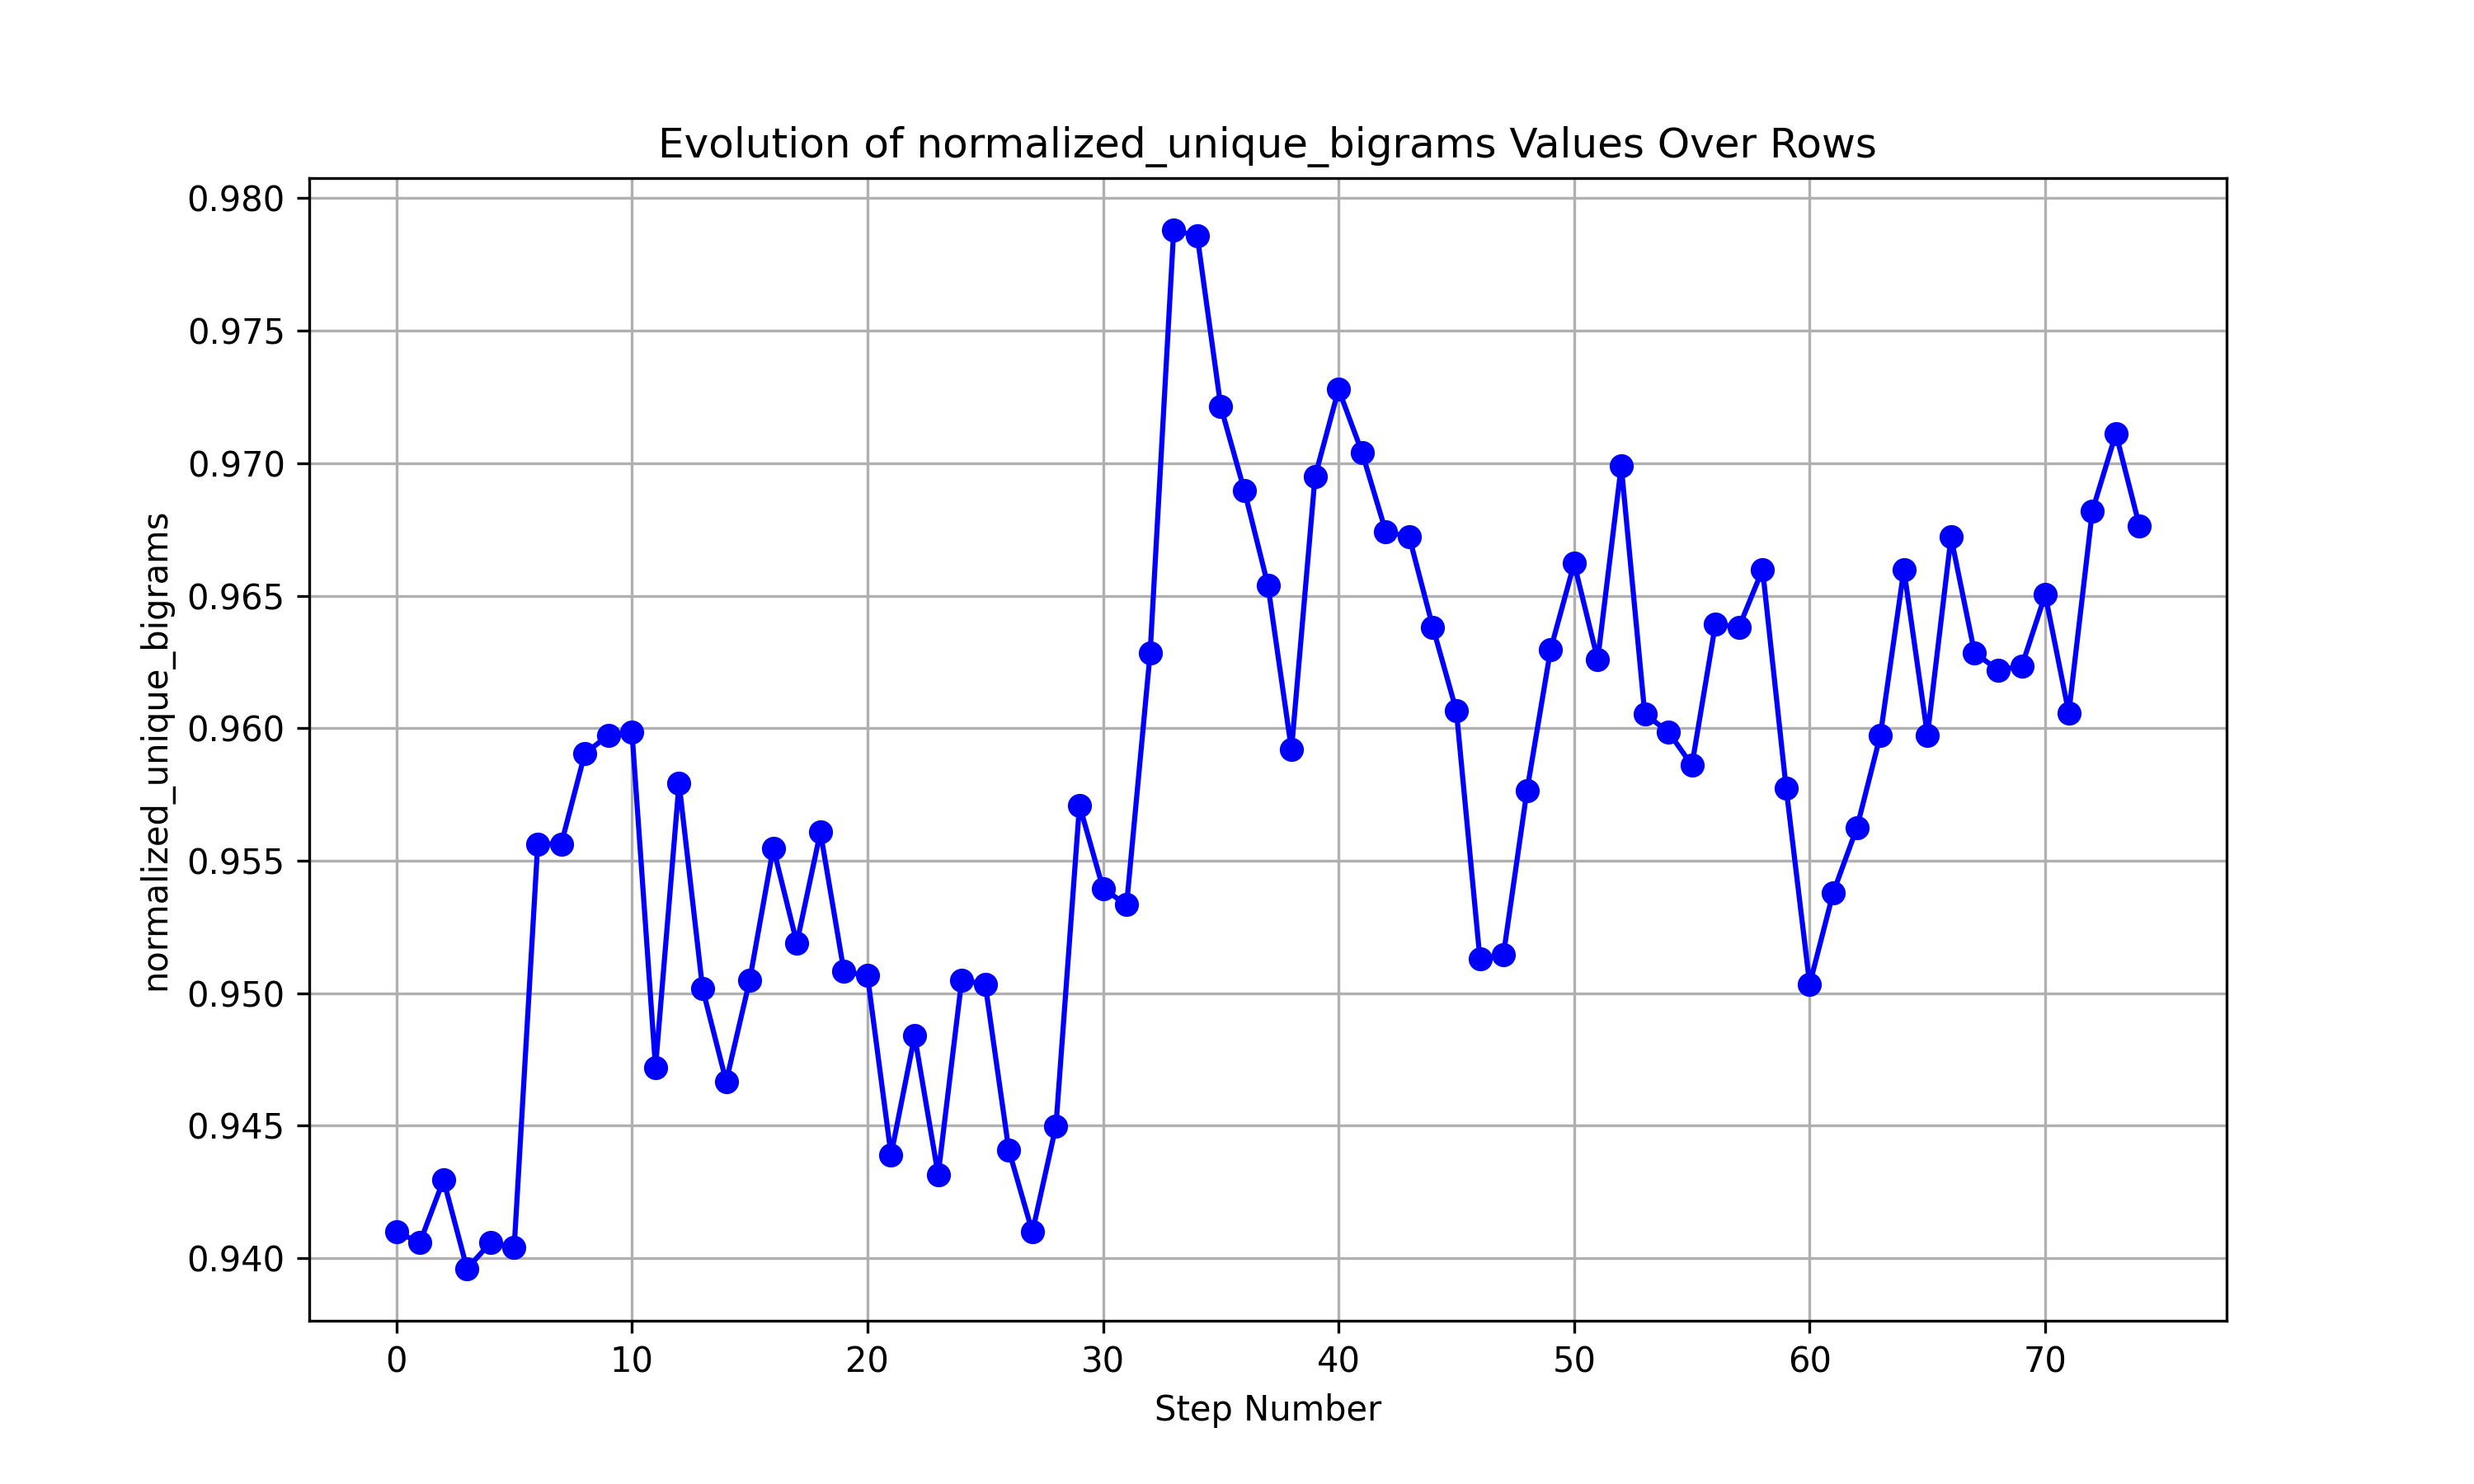 Evolution of normalized_unique_bigrams Values Over Rows
0.980
0.975
0.970
0.965
0.960
0.955
0.950
0.945
0.940
normalized_unique_bigrams
0 10 20 30 40 50 60 70
Step Number